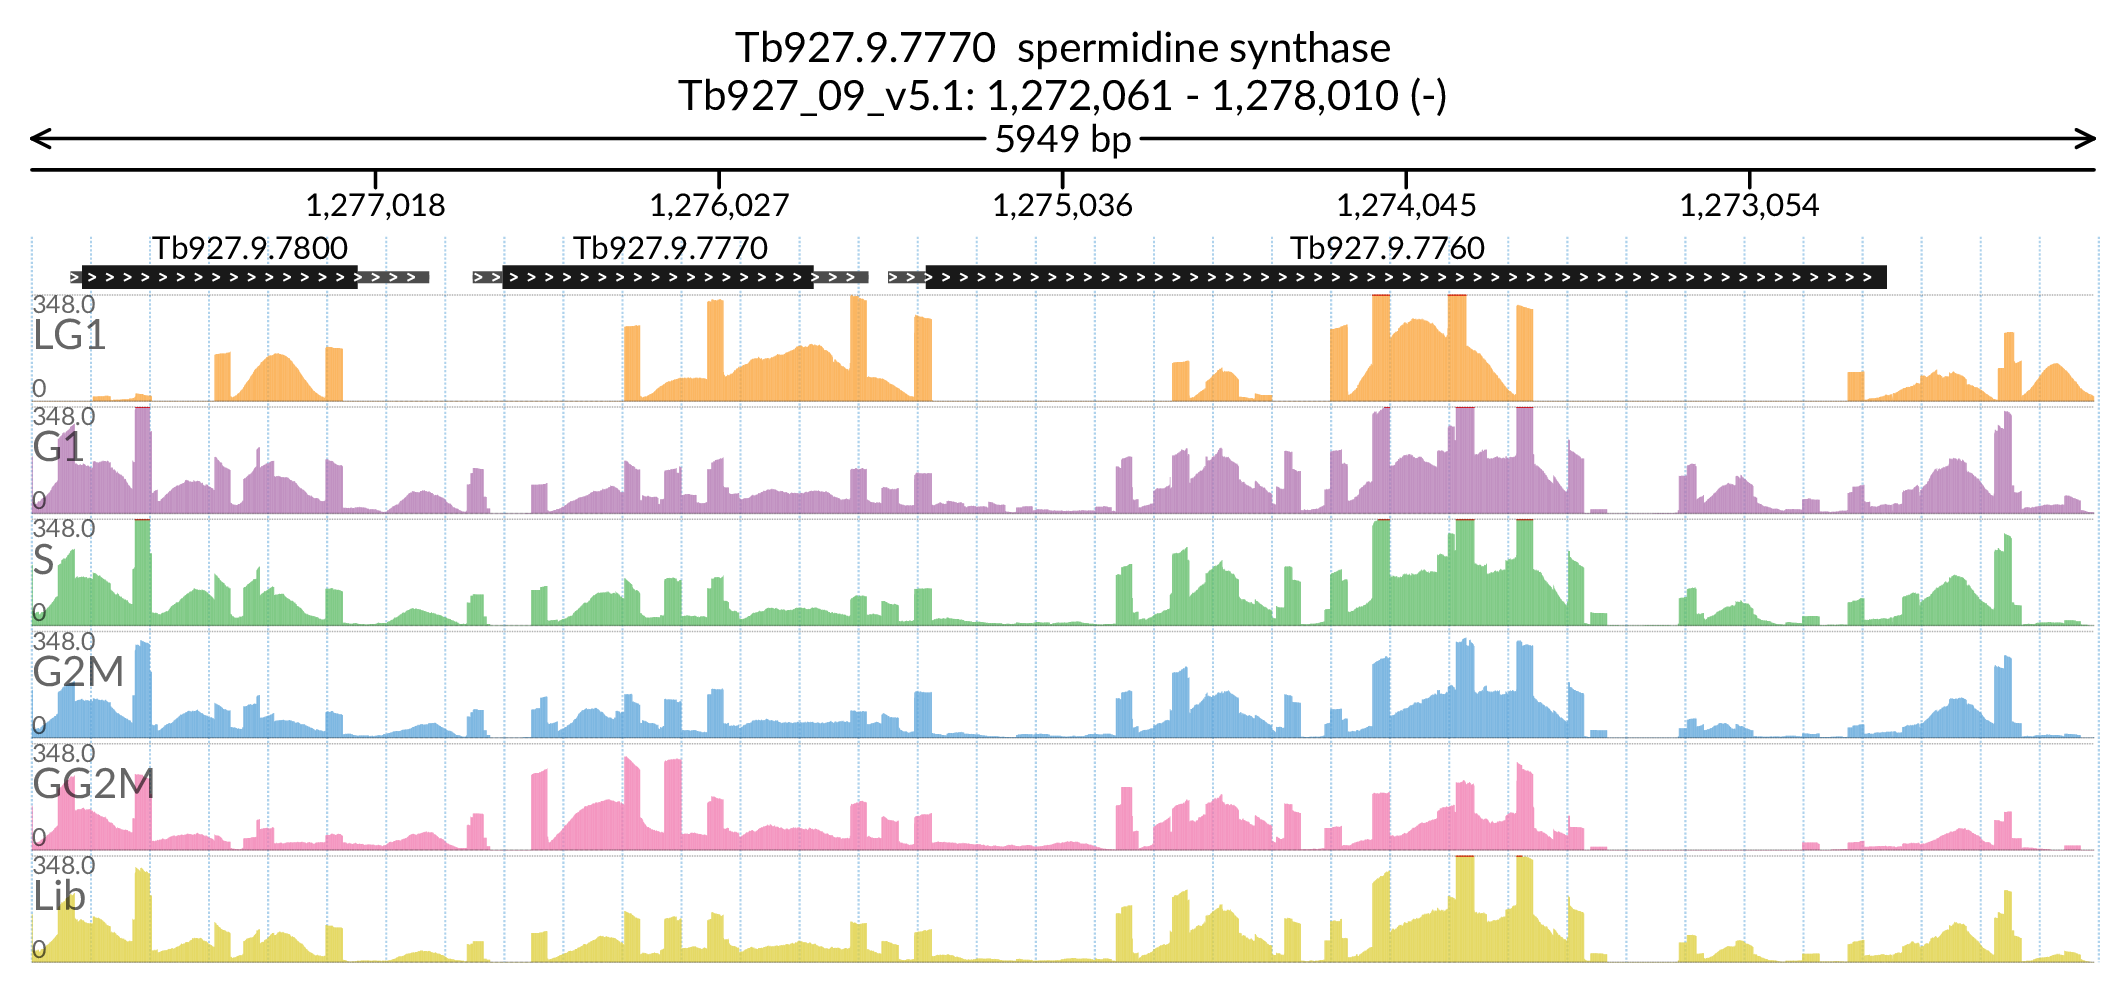 Tb927.9.7770  spermidine synthase
Tb927_09_v5.1: 1,272,061 - 1,278,010 (-)
5949 bp
1,277,018 1,276,027 1,275,036 1,274,045 1,273,054
Tb927.9.7800 Tb927.9.7770 Tb927.9.7760
348.0
LG1
0
348.0
G1
0
348.0
S
0
348.0
G2M
0
348.0
GG2M
0
348.0
Lib
0